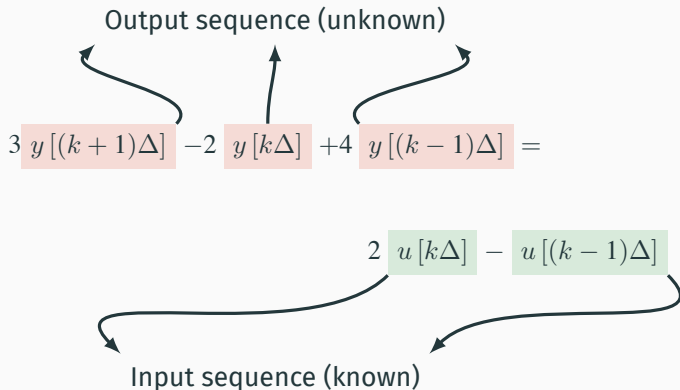 Output sequence (unknown)
3 y [(k + 1)Δ] −2 y [kΔ] +4 y [(k − 1)Δ] =
2 u [kΔ] − u [(k − 1)Δ]
Input sequence (known)